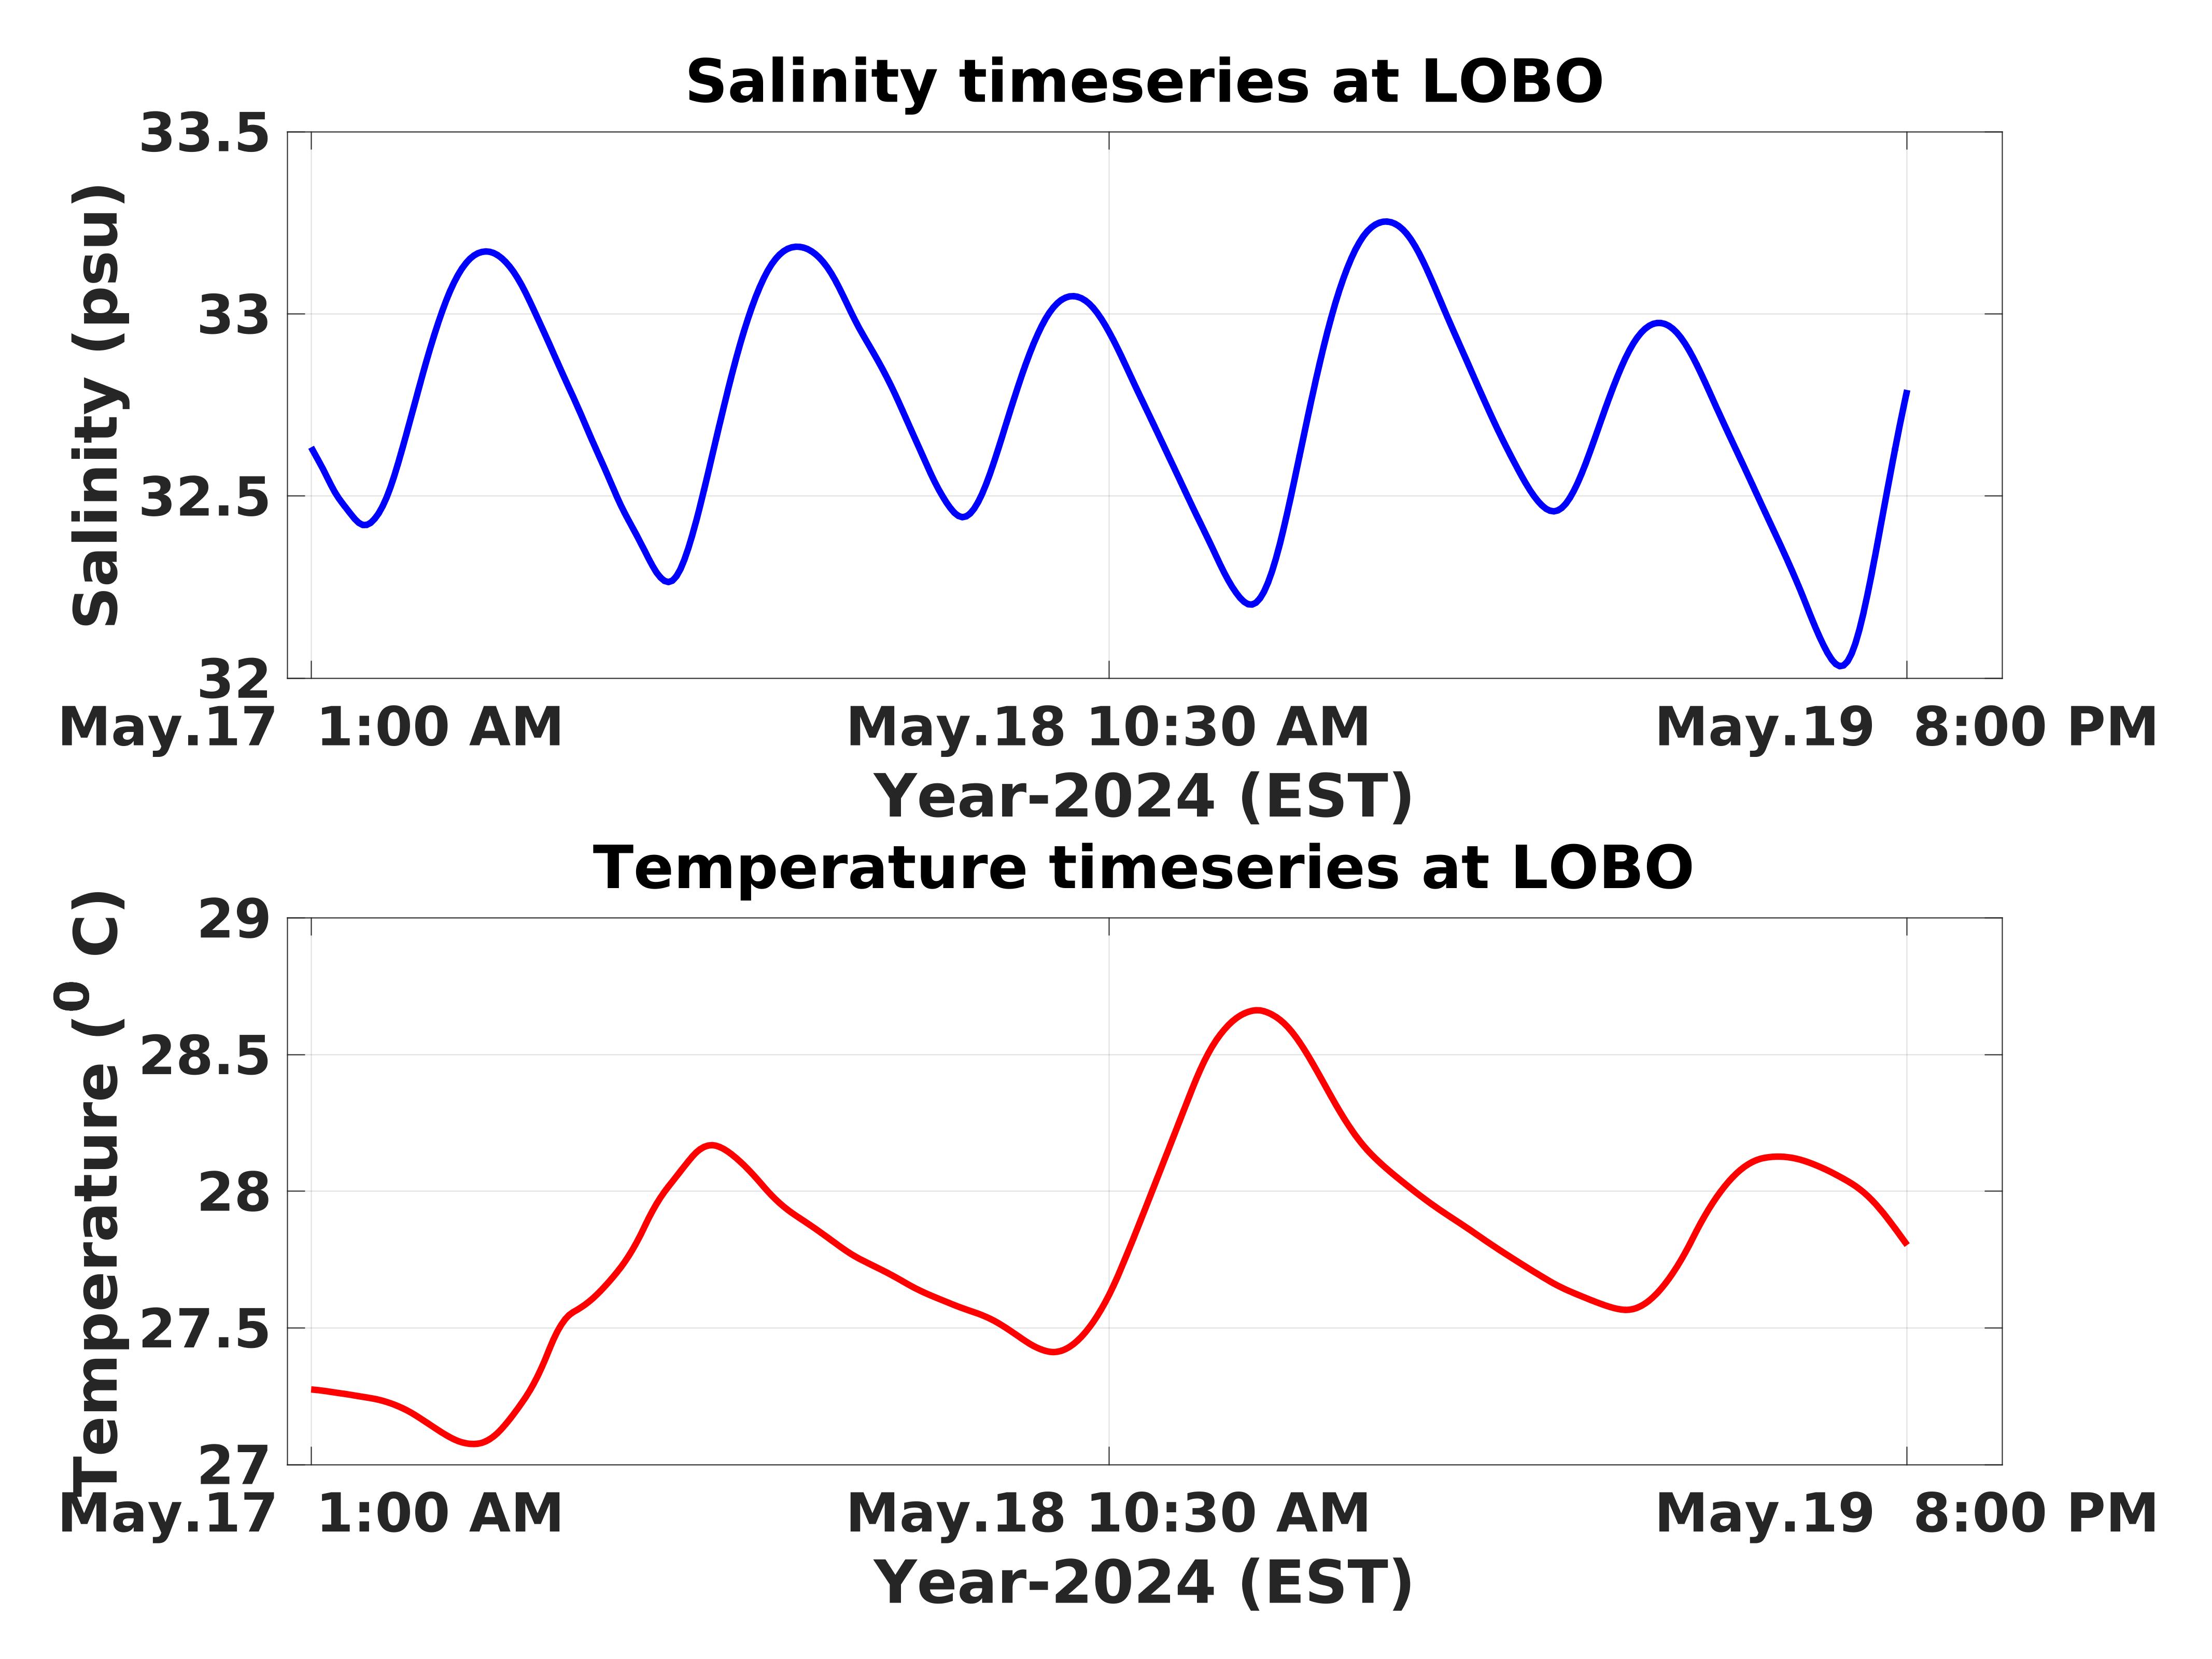 Salinity timeseries at LOBO
Salinity (psu)
33.5
33
32.5
32
May.17 1:00 AM
May.18 10:30 AM
May.19 8:00 PM
Year-2024 (EST)
Temperature timeseries at LOBO
Temperature (⁰ C)
29
28.5
28
27.5
27
May.17 1:00 AM
May.18 10:30 AM
May.19 8:00 PM
Year-2024 (EST)